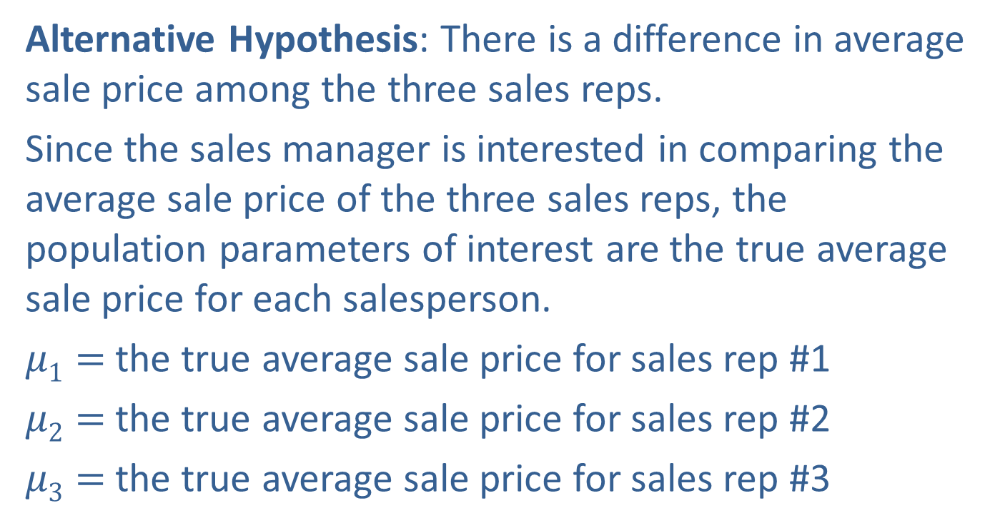 Alternative Hypothesis: There is a difference in average
sale price among the three sales reps.
Since the sales manager is interested in comparing the
average sale price of the three sales reps, the
population parameters of interest are the true average
sale price for each salesperson.
μ₁ = the true average sale price for sales rep #1
μ₂ = the true average sale price for sales rep #2
μ₃ = the true average sale price for sales rep #3